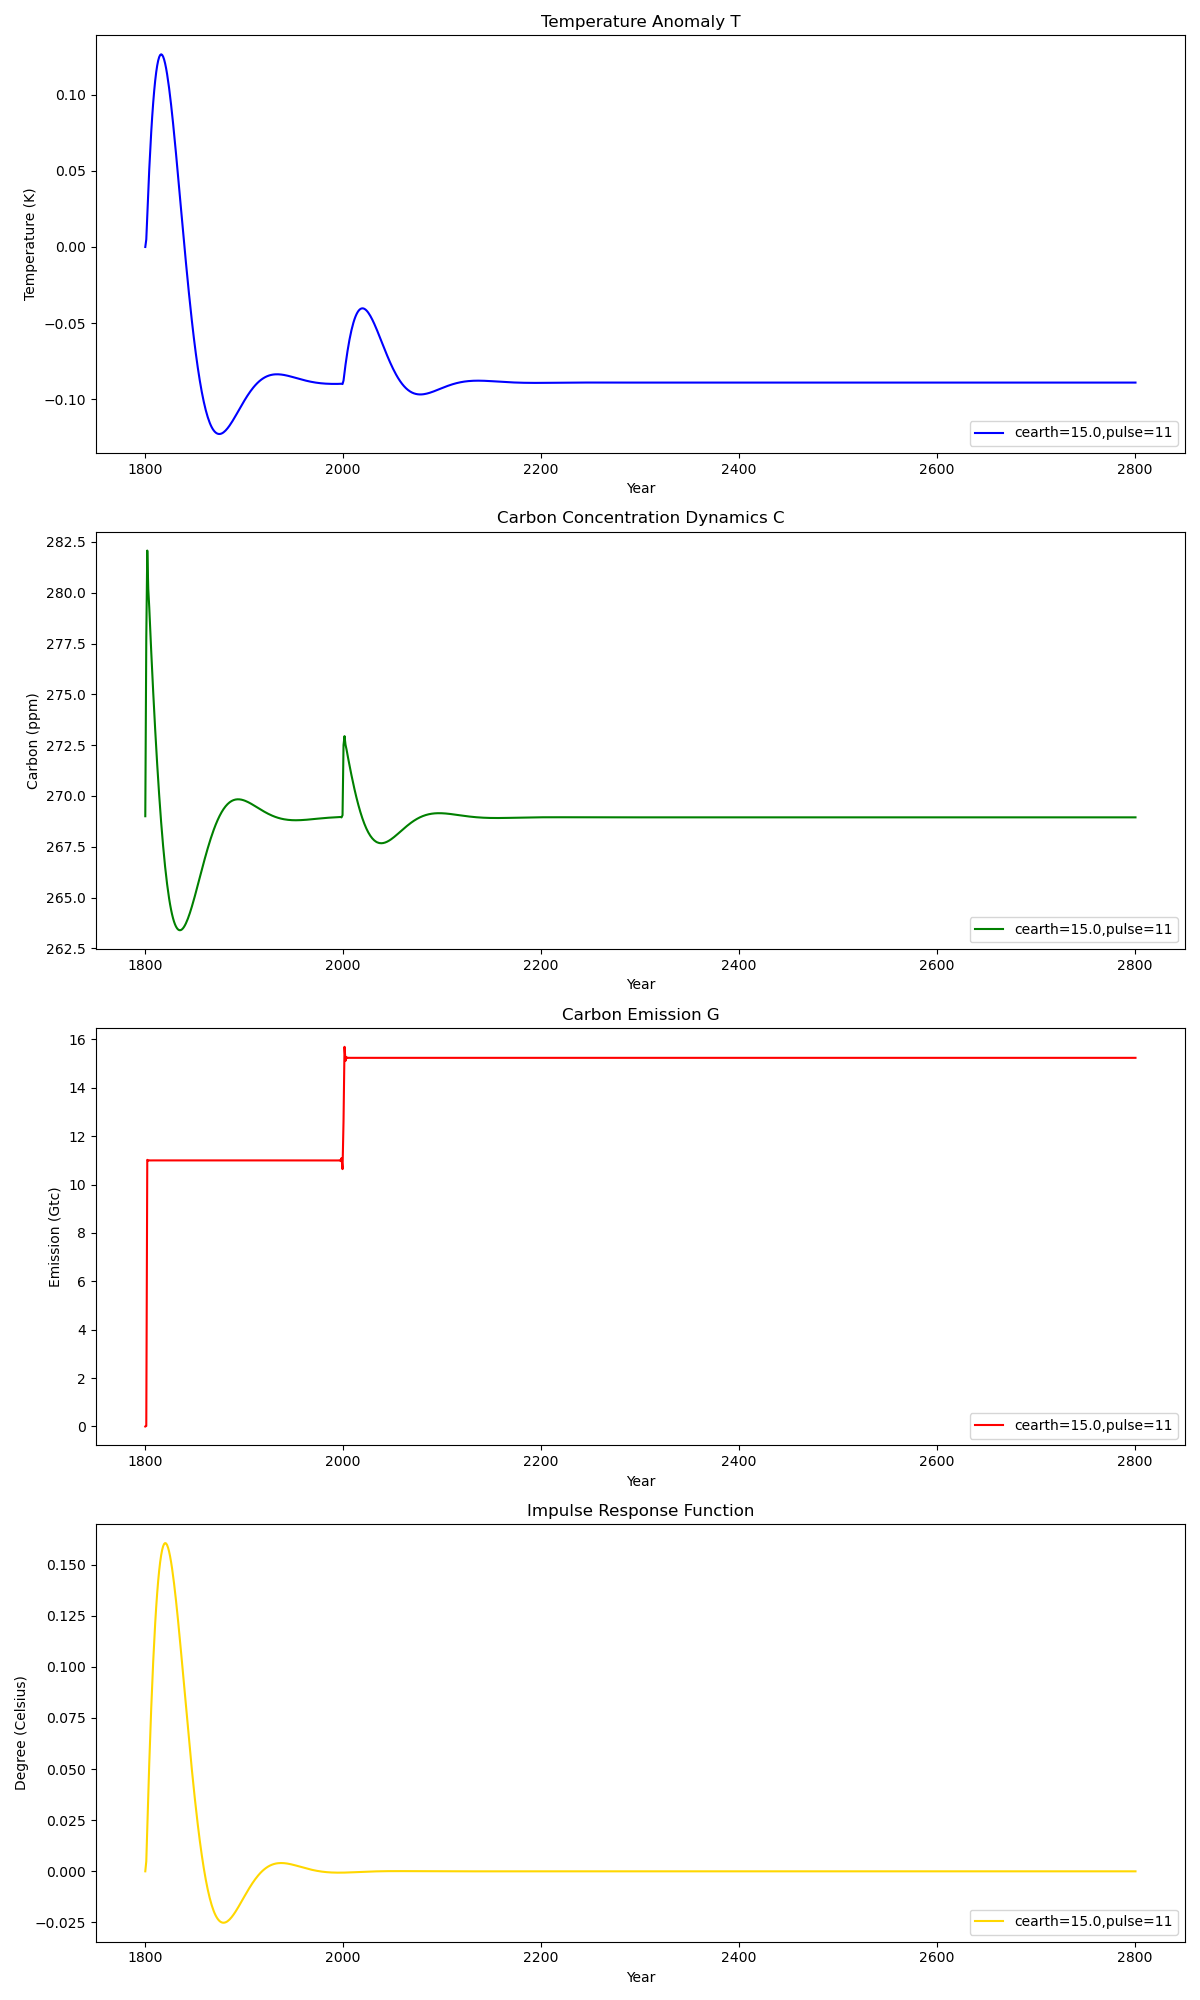 Temperature Anomaly T
Temperature (K)
0.10
0.05
0.00
−0.05
−0.10
cearth=15.0,pulse=11
1800 2000 2200 2400 2600 2800
Year
Carbon Concentration Dynamics C
Carbon (ppm)
282.5
280.0
277.5
275.0
272.5
270.0
267.5
265.0
262.5
cearth=15.0,pulse=11
1800 2000 2200 2400 2600 2800
Year
Carbon Emission G
Emission (Gtc)
16
14
12
10
8
6
4
2
0
cearth=15.0,pulse=11
1800 2000 2200 2400 2600 2800
Year
Impulse Response Function
Degree (Celsius)
0.150
0.125
0.100
0.075
0.050
0.025
0.000
−0.025
cearth=15.0,pulse=11
1800 2000 2200 2400 2600 2800
Year